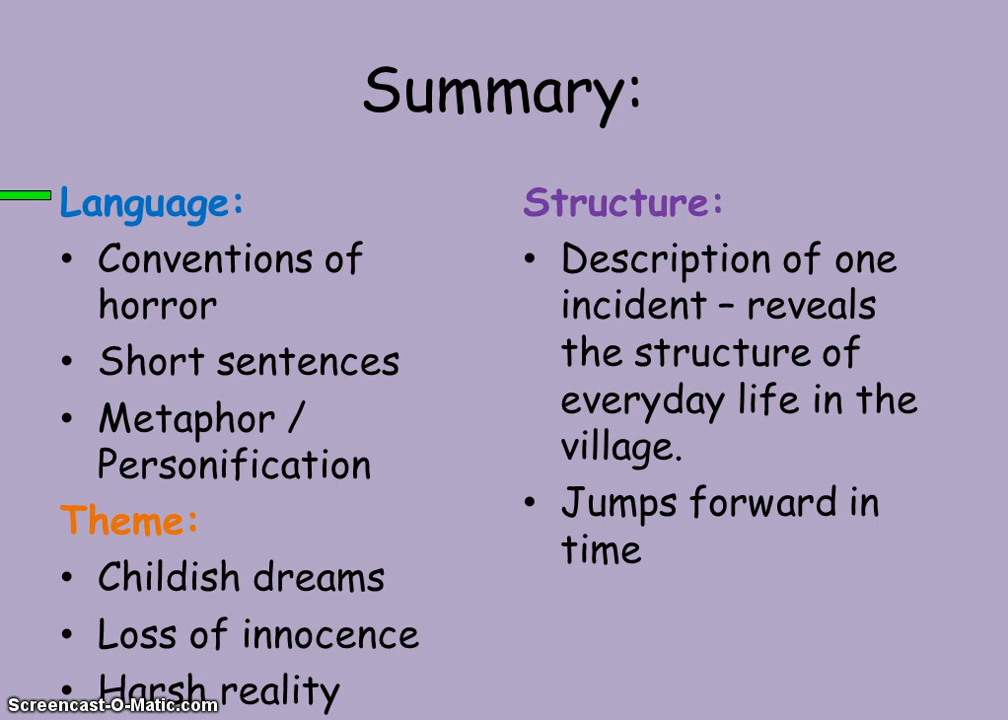 Summary:
Language:
• Conventions of
horror
• Short sentences
• Metaphor /
Personification
Theme:
• Childish dreams
• Loss of innocence
• Harsh reality
Structure:
• Description of one
incident – reveals
the structure of
everyday life in the
village.
• Jumps forward in
time
Screencast-O-Matic.com